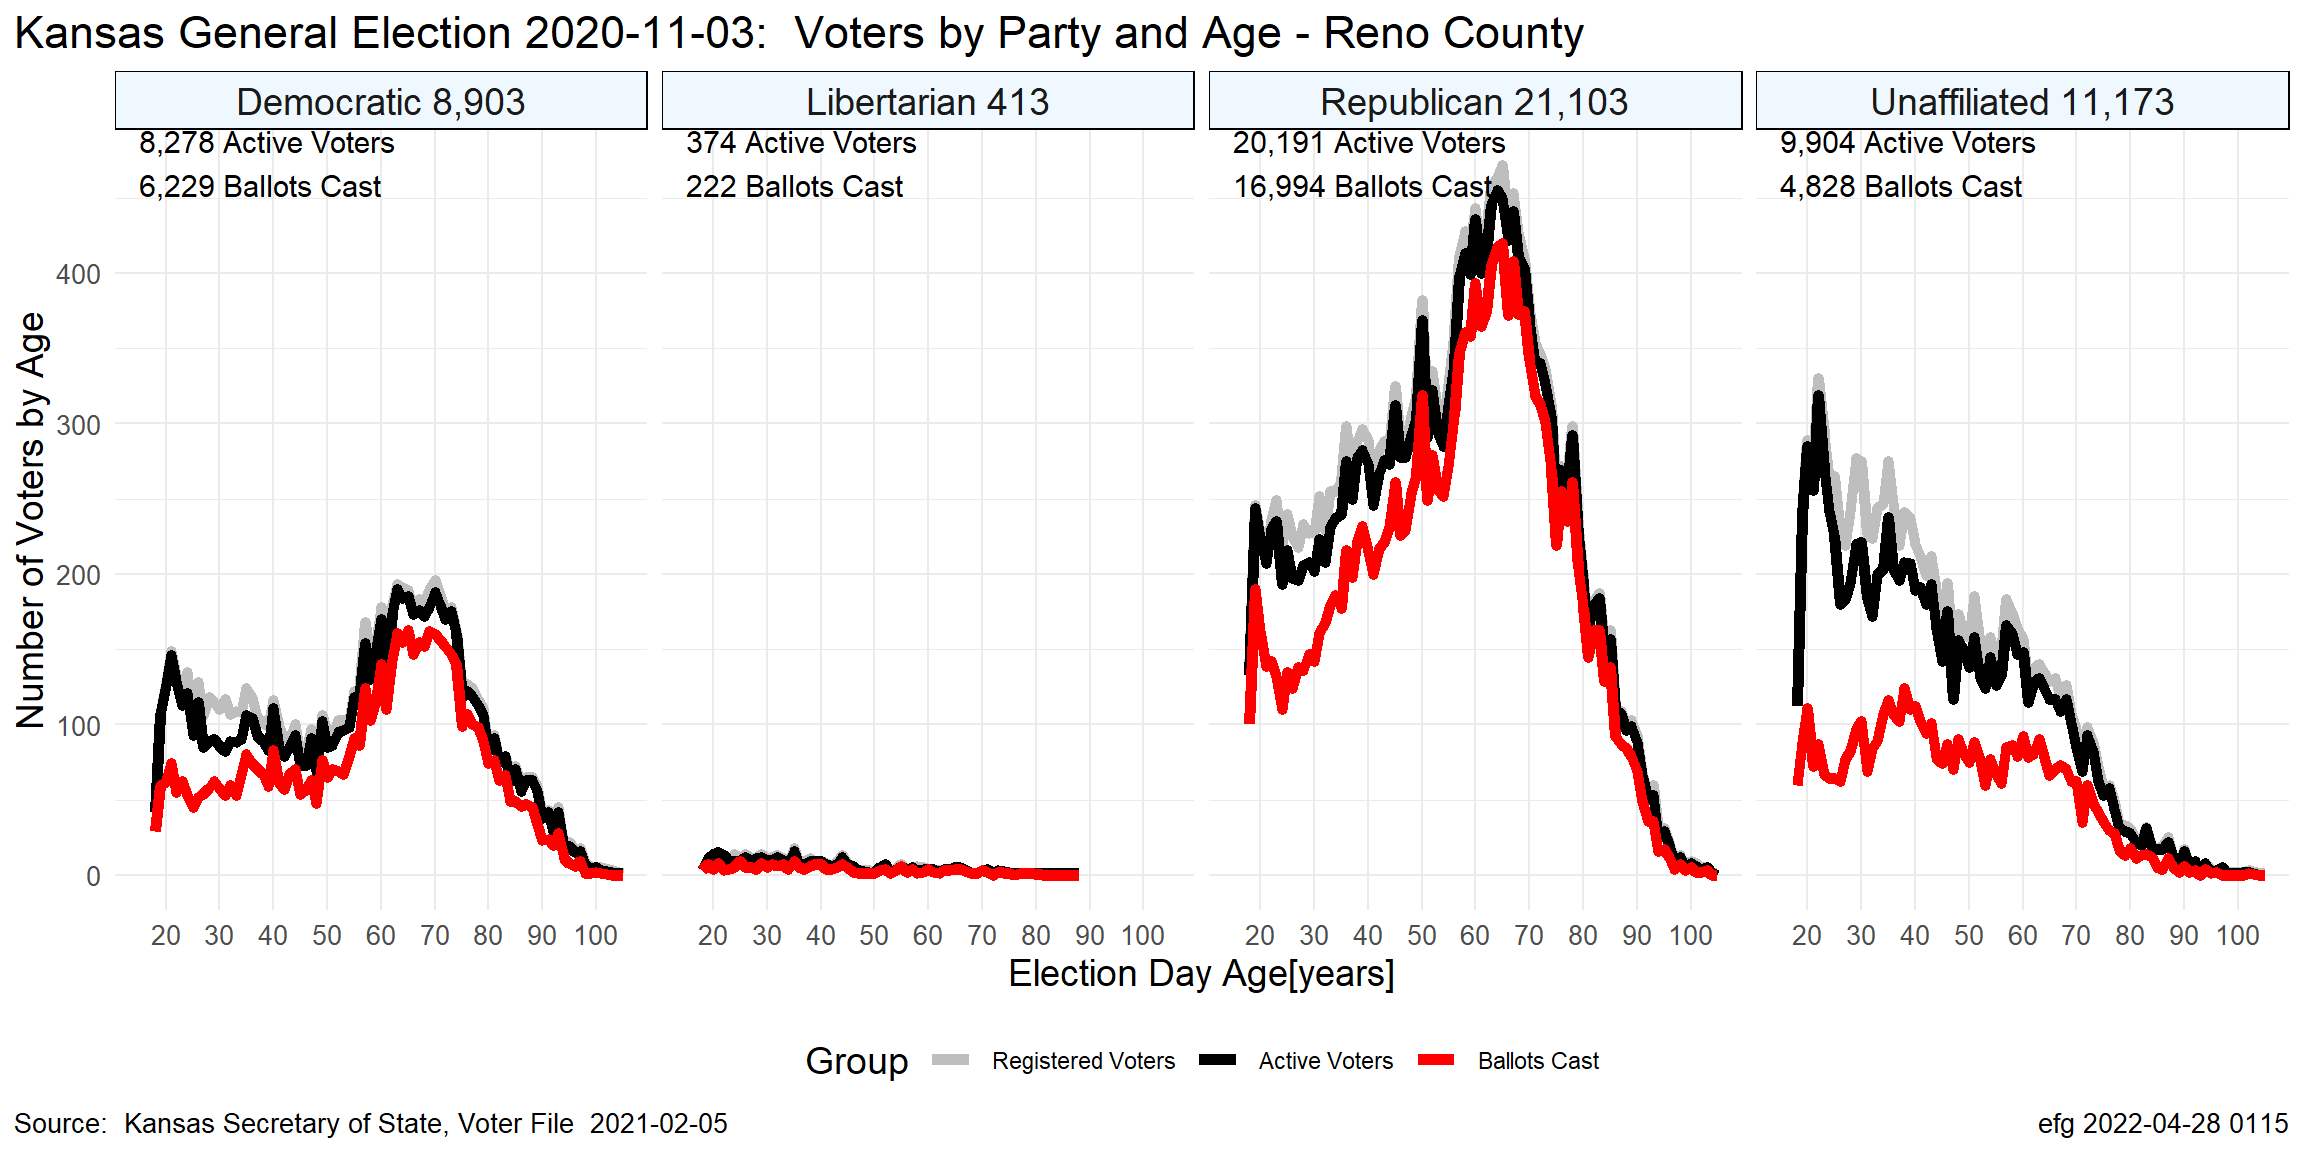 Kansas General Election 2020-11-03:  Voters by Party and Age - Reno County
Democratic 8,903
Libertarian 413
Republican 21,103
Unaffiliated 11,173
8,278 Active Voters
6,229 Ballots Cast
374 Active Voters
222 Ballots Cast
20,191 Active Voters
16,994 Ballots Cast
9,904 Active Voters
4,828 Ballots Cast
Number of Voters by Age
400
300
200
100
0
20 30 40 50 60 70 80 90 100
20 30 40 50 60 70 80 90 100
20 30 40 50 60 70 80 90 100
20 30 40 50 60 70 80 90 100
Election Day Age[years]
Group Registered Voters Active Voters Ballots Cast
Source:  Kansas Secretary of State, Voter File  2021-02-05
efg 2022-04-28 0115